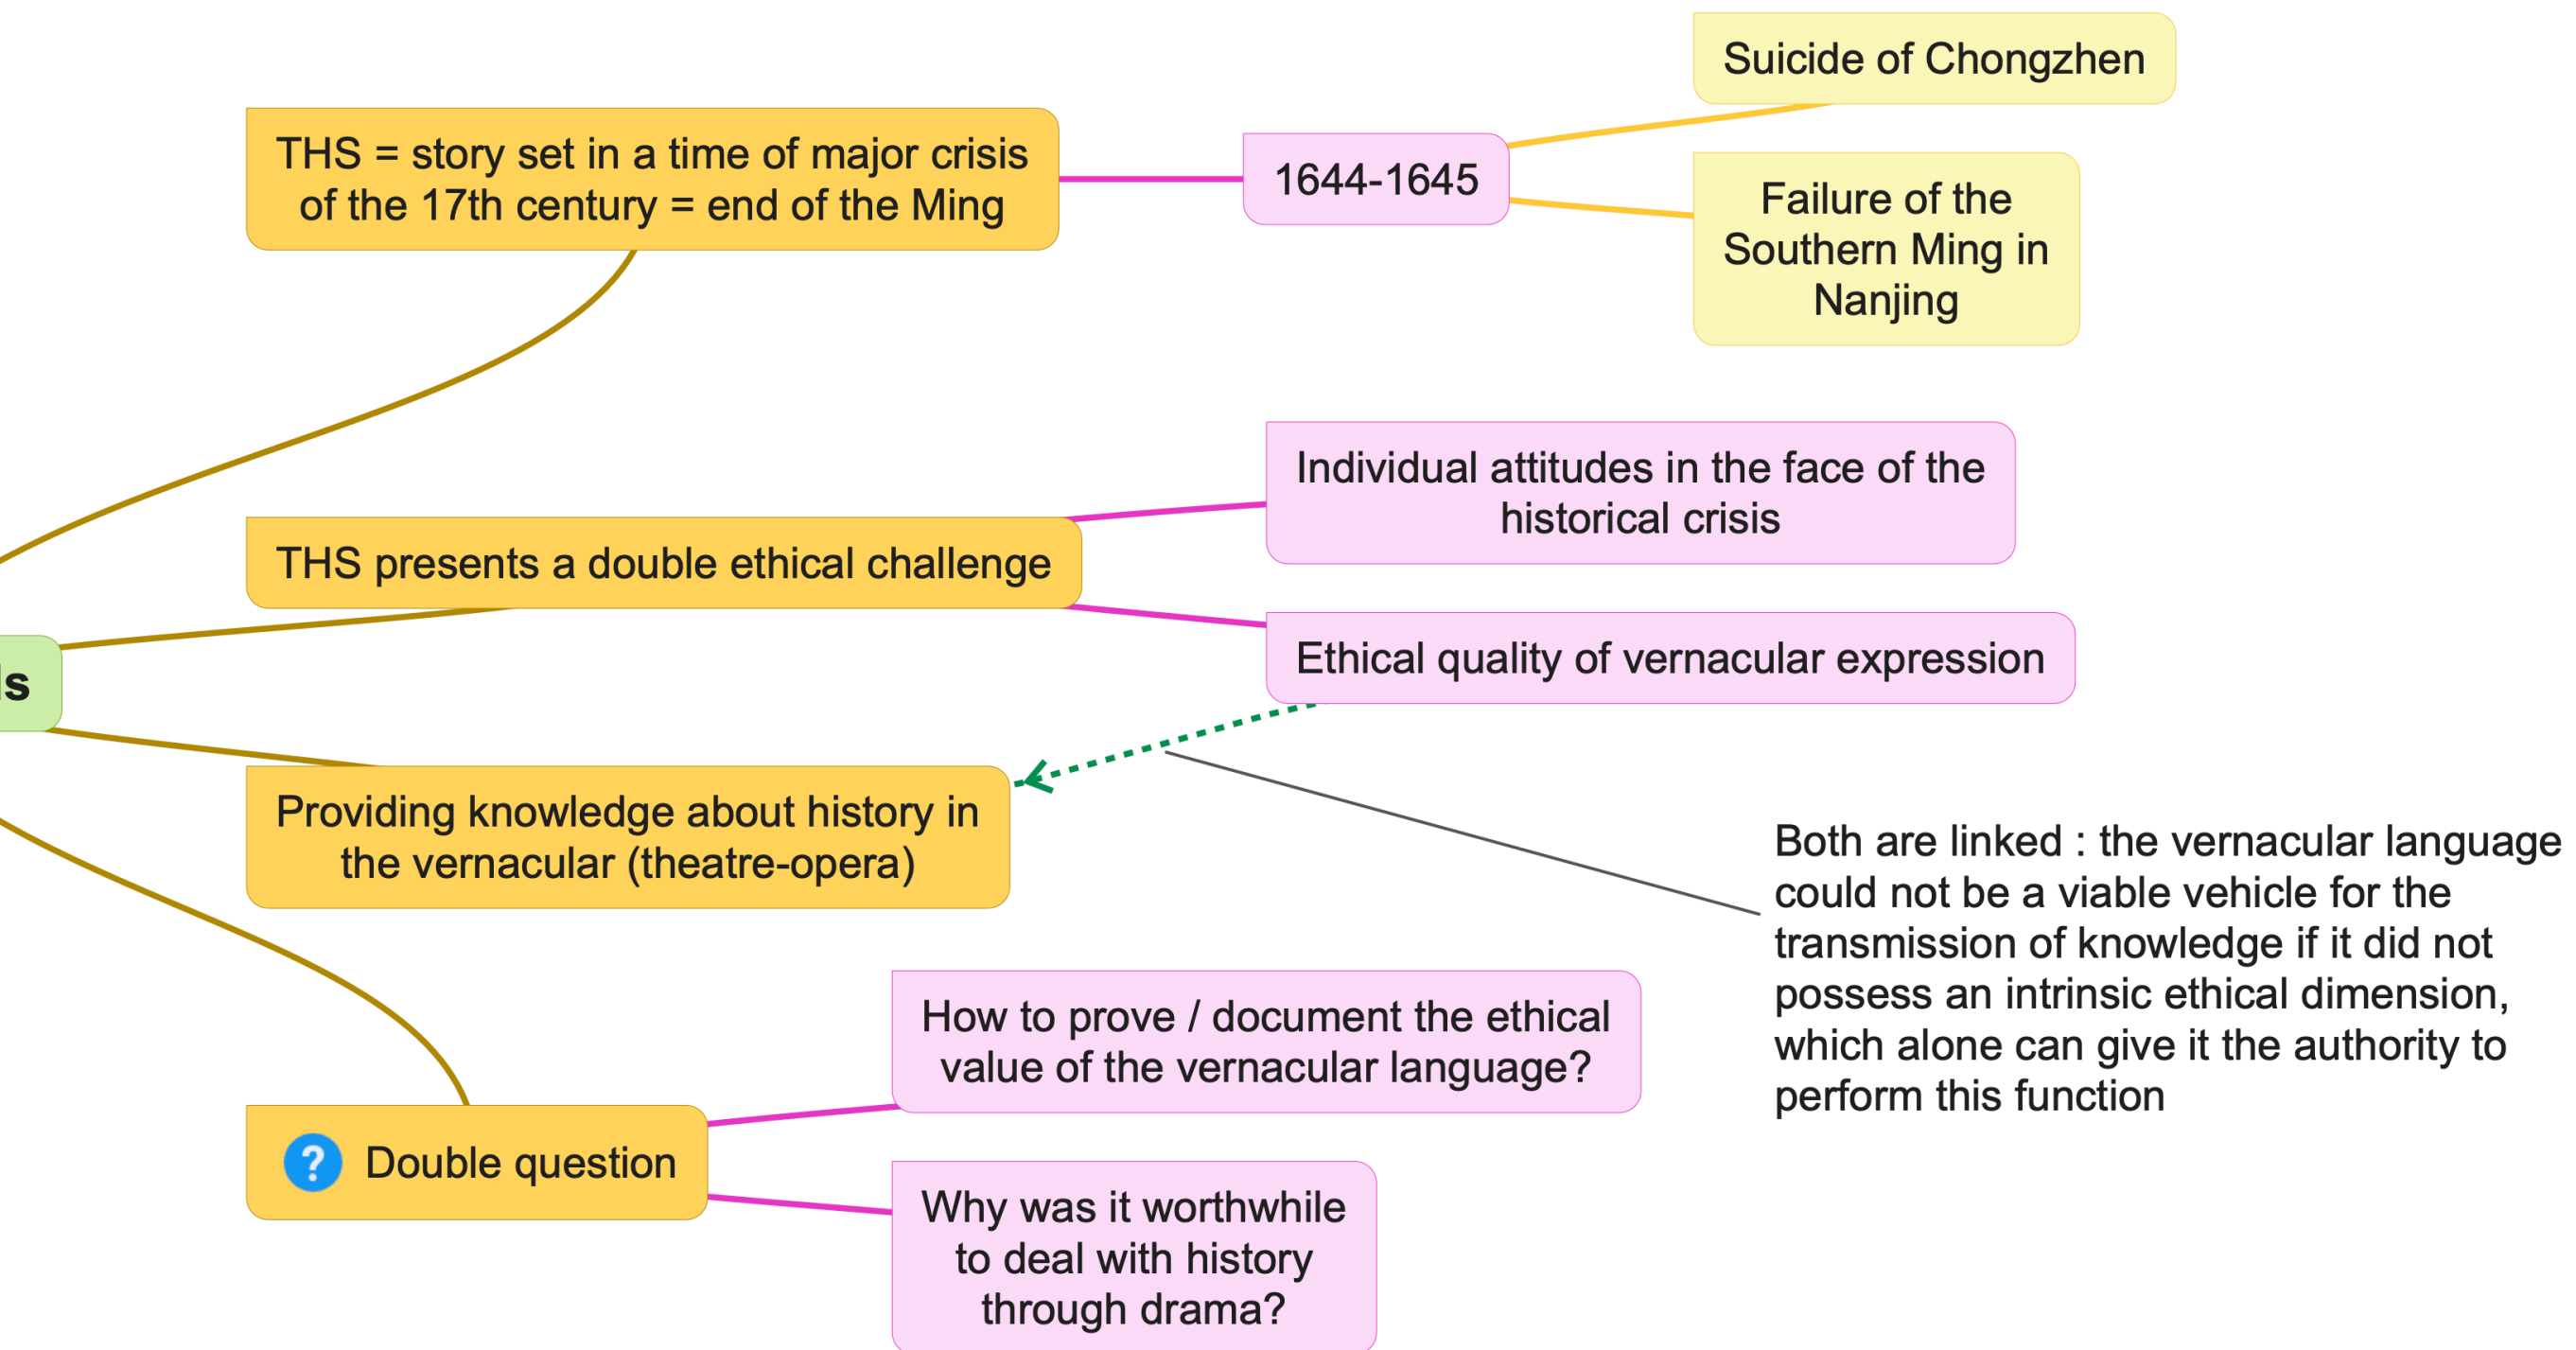 Suicide of Chongzhen
THS = story set in a time of major crisis
of the 17th century = end of the Ming
1644-1645
Failure of the
Southern Ming in
Nanjing
Individual attitudes in the face of the
historical crisis
THS presents a double ethical challenge
Ethical quality of vernacular expression
Providing knowledge about history in
the vernacular (theatre-opera)
Both are linked : the vernacular language
could not be a viable vehicle for the
transmission of knowledge if it did not
possess an intrinsic ethical dimension,
which alone can give it the authority to
perform this function
How to prove / document the ethical
value of the vernacular language?
? Double question
Why was it worthwhile
to deal with history
through drama?